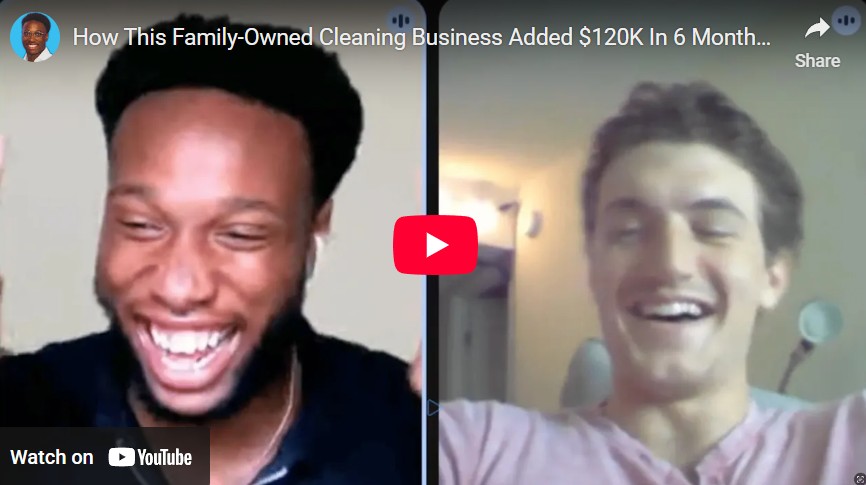 How This Family-Owned Cleaning Business Added $120K In 6 Month...
Share
Watch on YouTube